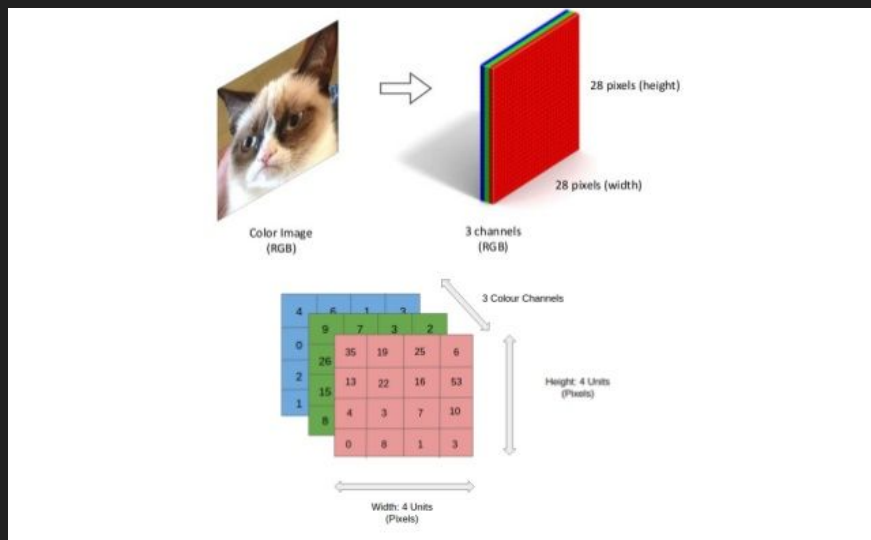 28 pixels (height)
28 pixels (width)
Color Image
(RGB)
3 channels
(RGB)
3 Colour Channels
4 6 1 3
9 7 3 2
0
26
35 19 25 6
2
15
13 22 16 53
1
8
4 3 7 10
0 8 1 3
Height: 4 Units
(Pixels)
Width: 4 Units
(Pixels)